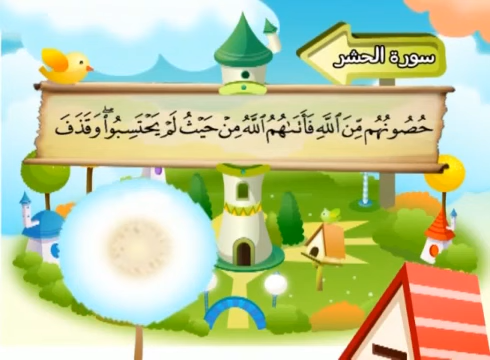 سورة الحشر
حُصُونُهُم مِّنَ ٱللَّهِ فَأَتَىٰهُمُ ٱللَّهُ مِنْ حَيْثُ لَمْ يَحْتَسِبُوا۟ ۖ وَقَذَفَ